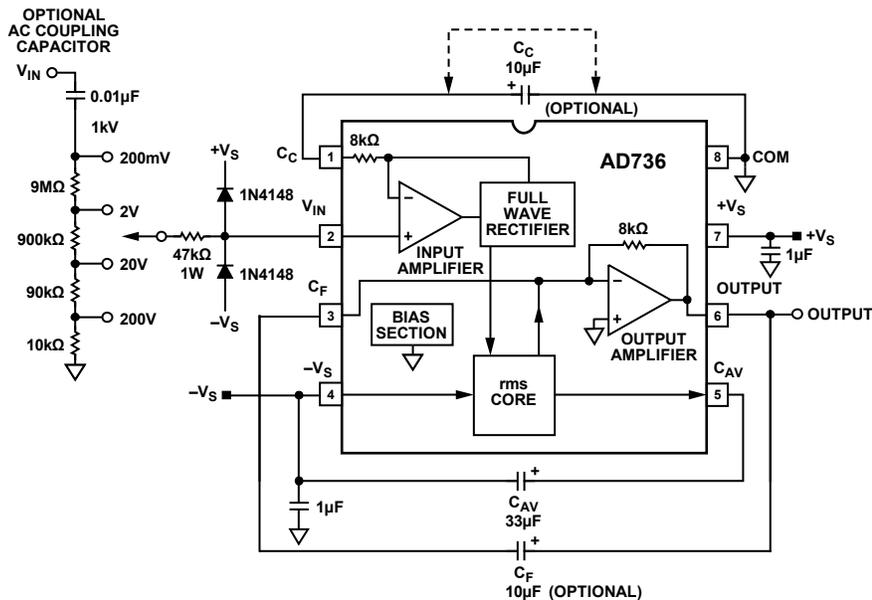 OPTIONAL
AC COUPLING
CAPACITOR
VIN
0.01µF
1kV
200mV
9MΩ
2V
900kΩ
20V
90kΩ
200V
10kΩ
+VS
1N4148
47kΩ
1W
1N4148
–VS
CC
10µF
+
(OPTIONAL)
CC
1
8kΩ
AD736
8
COM
VIN
2
–
+
INPUT
AMPLIFIER
FULL
WAVE
RECTIFIER
8kΩ
+VS
7
+VS
1µF
CF
3
BIAS
SECTION
–
+
OUTPUT
AMPLIFIER
OUTPUT
6
OUTPUT
–VS
–VS
4
rms
CORE
CAV
5
1µF
+
CAV
33µF
+
CF
10µF (OPTIONAL)